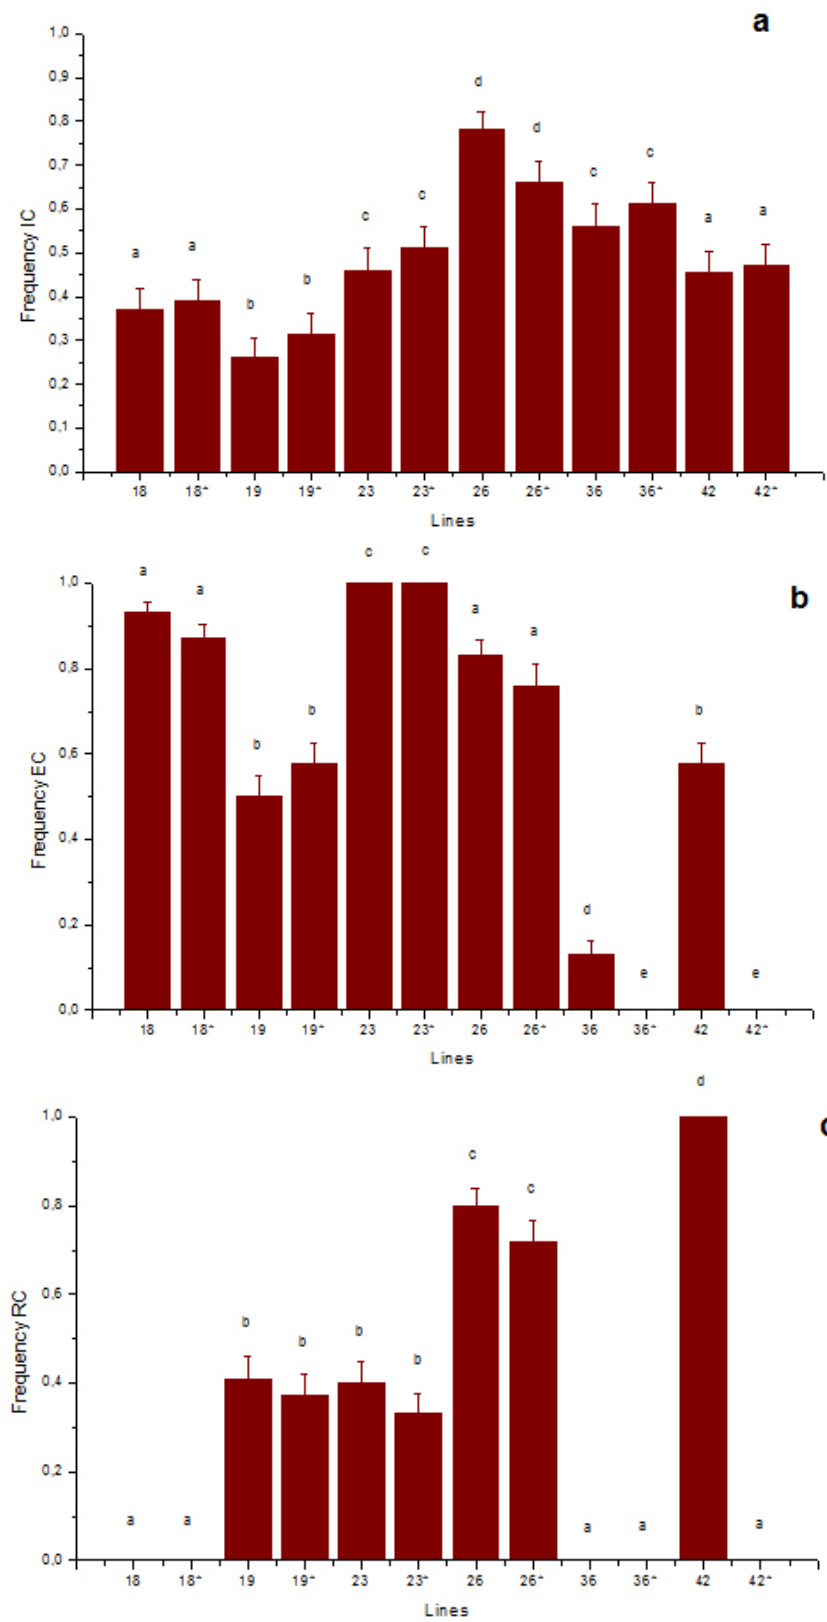 a
1,0
0,9
0,8
0,7
0,6
0,5
0,4
0,3
0,2
0,1
0,0
Frequency IC
a a b b c c d d c c a a
18 18* 19 19* 23 23* 26 26* 36 36* 42 42*
Lines
b
1,0
0,8
0,6
0,4
0,2
0,0
Frequency EC
a a b b c c a a d e b e
18 18* 19 19* 23 23* 26 26* 36 36* 42 42*
Lines
c
1,0
0,8
0,6
0,4
0,2
0,0
Frequency RC
a a b b b b c c a a d a
18 18* 19 19* 23 23* 26 26* 36 36* 42 42*
Lines